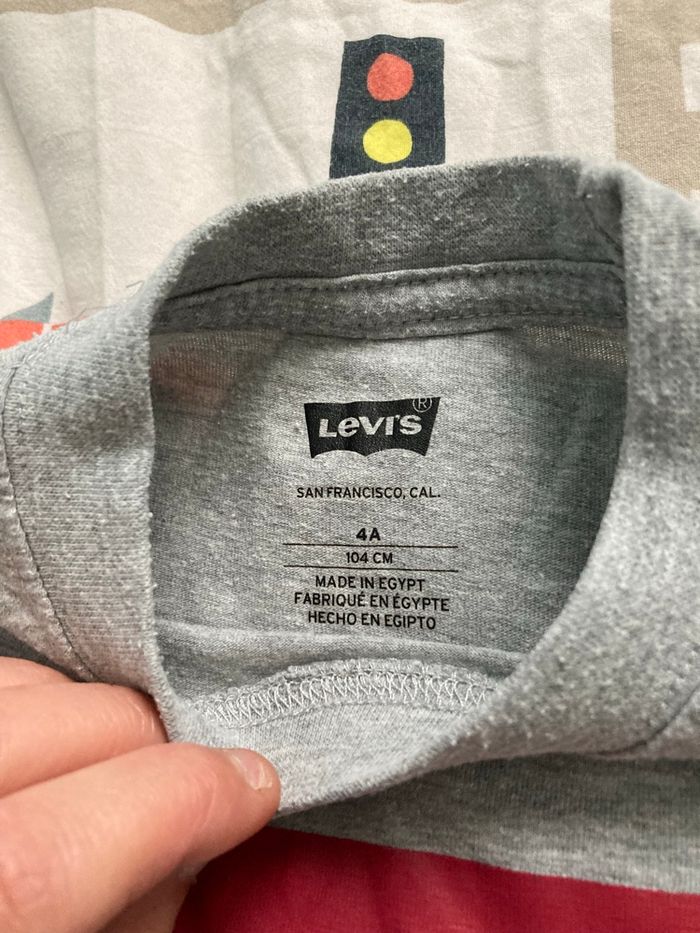 Levi's®
SAN FRANCISCO, CAL.
4A
104 CM
MADE IN EGYPT
FABRIQUÉ EN ÉGYPTE
HECHO EN EGIPTO